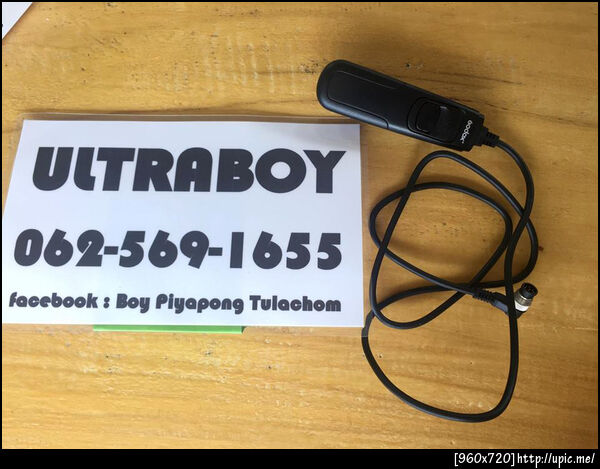 ULTRABOY
062-569-1655
facebook : Boy Piyapong Tulachom
Godox
[960x720]http://upic.me/